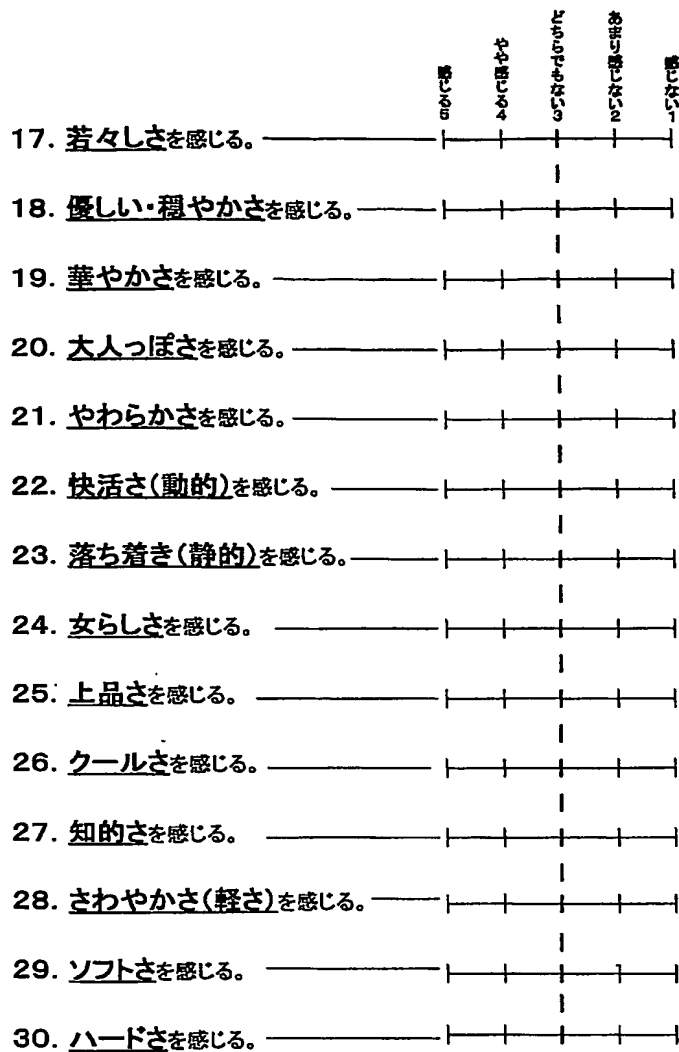 感じる5
やや感じる4
どちらでもない3
あまり感じない2
感じない1
17. 若々しさを感じる。
18. 優しい・穏やかさを感じる。
19. 華やかさを感じる。
20. 大人っぽさを感じる。
21. やわらかさを感じる。
22. 快活さ(動的)を感じる。
23. 落ち着き(静的)を感じる。
24. 女らしさを感じる。
25. 上品さを感じる。
26. クールさを感じる。
27. 知的さを感じる。
28. さわやかさ(軽さ)を感じる。
29. ソフトさを感じる。
30. ハードさを感じる。